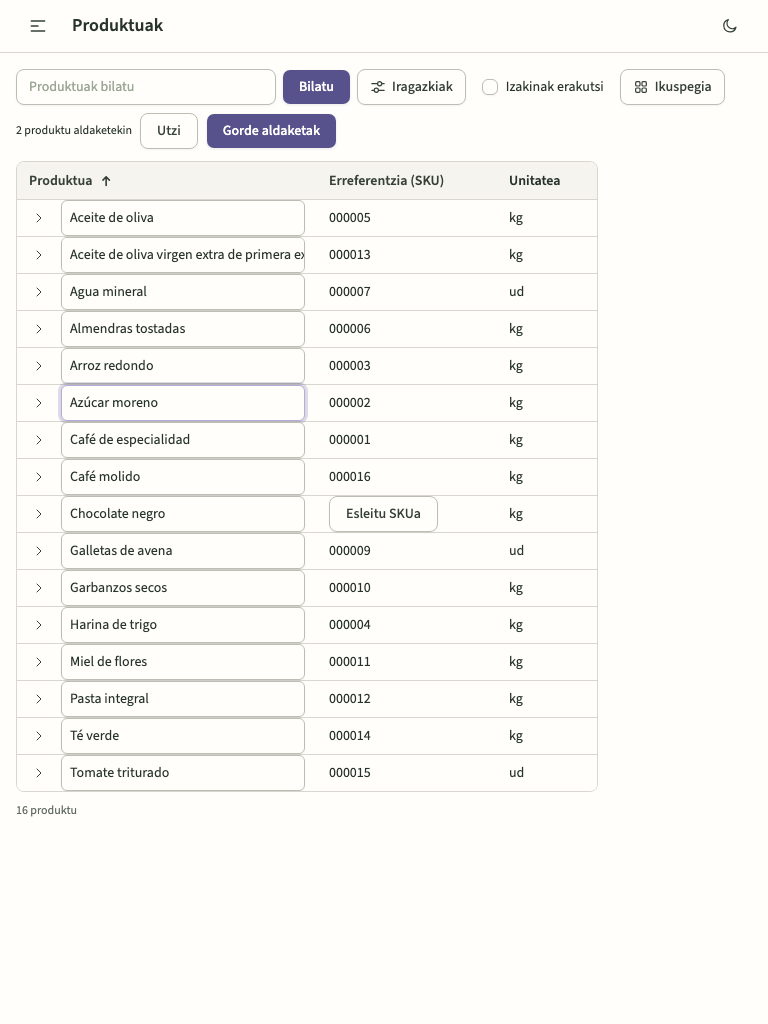 Produktuak
Produktuak bilatu
Bilatu
Iragazkiak
Izakinak erakutsi
Ikuspegia
2 produktu aldaketekin
Utzi
Gorde aldaketak
Produktua Erreferentzia (SKU) Unitatea
Aceite de oliva 000005 kg
Aceite de oliva virgen extra de primera ex 000013 kg
Agua mineral 000007 ud
Almendras tostadas 000006 kg
Arroz redondo 000003 kg
Azúcar moreno 000002 kg
Café de especialidad 000001 kg
Café molido 000016 kg
Chocolate negro Esleitu SKUa kg
Galletas de avena 000009 ud
Garbanzos secos 000010 kg
Harina de trigo 000004 kg
Miel de flores 000011 kg
Pasta integral 000012 kg
Té verde 000014 kg
Tomate triturado 000015 ud
16 produktu